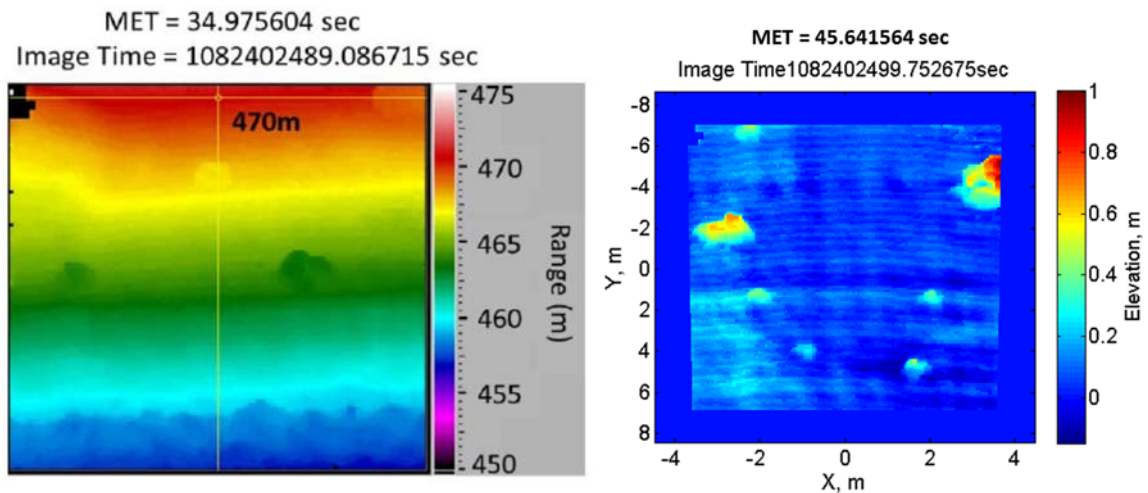 MET = 34.975604 sec
Image Time = 1082402489.086715 sec
470m
475
470
465
460
455
450
Range (m)
MET = 45.641564 sec
Image Time1082402499.752675sec
-8
-6
-4
-2
0
2
4
6
8
Y, m
-4
-2
0
2
4
X, m
1
0.8
0.6
0.4
0.2
0
Elevation, m